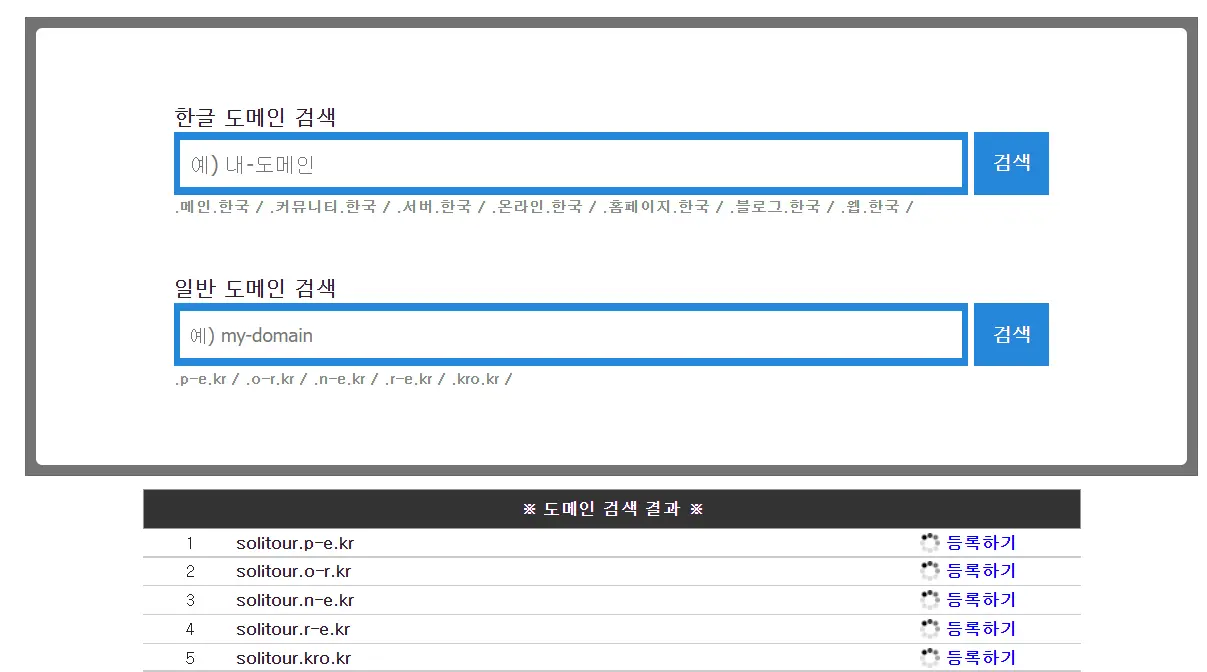 한글 도메인 검색
예) 내-도메인
검색
.메인.한국 / .커뮤니티.한국 / .서버.한국 / .온라인.한국 / .홈페이지.한국 / .블로그.한국 / .웹.한국 /
일반 도메인 검색
예) my-domain
검색
.p-e.kr / .o-r.kr / .n-e.kr / .r-e.kr / .kro.kr /
※ 도메인 검색 결과 ※
1 solitour.p-e.kr 등록하기
2 solitour.o-r.kr 등록하기
3 solitour.n-e.kr 등록하기
4 solitour.r-e.kr 등록하기
5 solitour.kro.kr 등록하기